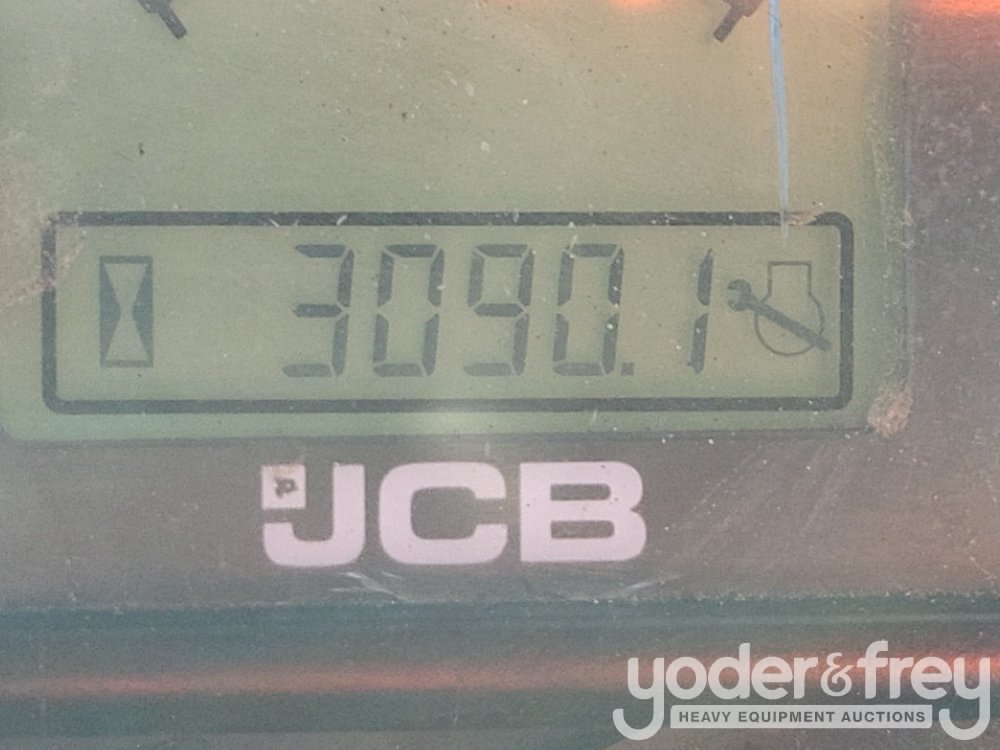 3090.1
JCB
yoder&frey
HEAVY EQUIPMENT AUCTIONS